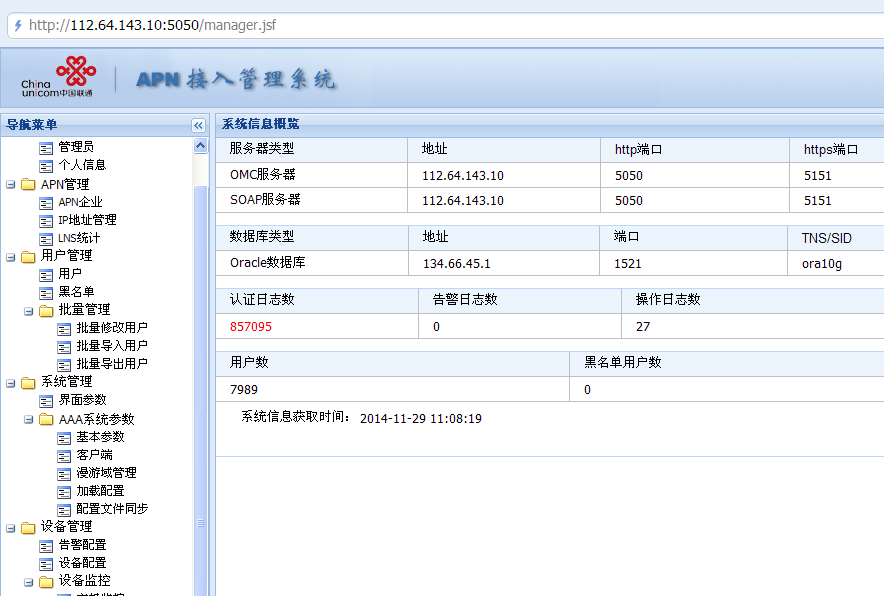 http://112.64.143.10:5050/manager.jsf
China unicom中国联通
APN 接入管理系统
导航菜单
管理员
个人信息
APN管理
APN企业
IP地址管理
LNS统计
用户管理
用户
黑名单
批量管理
批量修改用户
批量导入用户
批量导出用户
系统管理
界面参数
AAA系统参数
基本参数
客户端
漫游域管理
加载配置
配置文件同步
设备管理
告警配置
设备配置
设备监控
系统信息概览
服务器类型 地址 http端口 https端口
OMC服务器 112.64.143.10 5050 5151
SOAP服务器 112.64.143.10 5050 5151
数据库类型 地址 端口 TNS/SID
Oracle数据库 134.66.45.1 1521 ora10g
认证日志数 告警日志数 操作日志数
857095 0 27
用户数 黑名单用户数
7989 0
系统信息获取时间: 2014-11-29 11:08:19